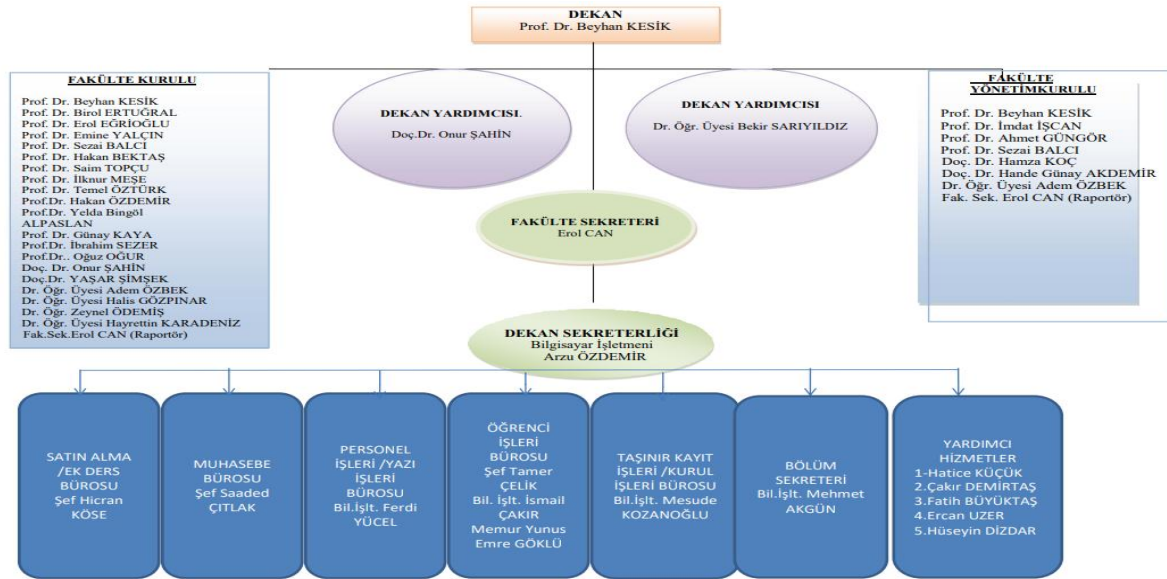 DEKAN
Prof. Dr. Beyhan KESİK
FAKÜLTE KURULU
Prof. Dr. Beyhan KESİK
Prof. Dr. Birol ERTUĞRAL
Prof. Dr. Erol EĞRİOĞLU
Prof. Dr. Emine YALÇIN
Prof. Dr. Sezai BALCI
Prof. Dr. Hakan BEKTAŞ
Prof. Dr. Saim TOPÇU
Prof. Dr. İlknur MEŞE
Prof. Dr. Temel ÖZTÜRK
Prof.Dr. Hakan ÖZDEMİR
Prof.Dr. Yelda Bingöl
ALPASLAN
Prof. Dr. Günay KAYA
Prof.Dr. İbrahim SEZER
Prof.Dr.. Oğuz OĞUR
Doç. Dr. Onur ŞAHİN
Doç.Dr. YAŞAR ŞİMŞEK
Dr. Öğr. Üyesi Adem ÖZBEK
Dr. Öğr. Üyesi Halis GÖZPINAR
Dr. Öğr. Zeynel ÖDEMİŞ
Dr. Öğr. Üyesi Hayrettin KARADENİZ
Fak.Sek.Erol CAN (Raportör)
DEKAN YARDIMCISI.
Doç.Dr. Onur ŞAHİN
DEKAN YARDIMCISI
Dr. Öğr. Üyesi Bekir SARIYILDIZ
FAKÜLTE
YÖNETİMKURULU
Prof. Dr. Beyhan KESİK
Prof. Dr. İmdat İŞCAN
Prof. Dr. Ahmet GÜNGÖR
Prof. Dr. Sezai BALCI
Doç. Dr. Hamza KOÇ
Doç. Dr. Hande Günay AKDEMİR
Dr. Öğr. Üyesi Adem ÖZBEK
Fak. Sek. Erol CAN (Raportör)
FAKÜLTE SEKRETERİ
Erol CAN
DEKAN SEKRETERLİĞİ
Bilgisayar İşletmeni
Arzu ÖZDEMİR
SATIN ALMA
/EK DERS
BÜROSU
Şef Hicran
KÖSE
MUHASEBE
BÜROSU
Şef Saaded
ÇITLAK
PERSONEL
İŞLERİ /YAZI
İŞLERİ
BÜROSU
Bil.İşlt. Ferdi
YÜCEL
ÖĞRENCİ
İŞLERİ
BÜROSU
Şef Tamer
ÇELİK
Bil. İşlt. İsmail
ÇAKIR
Memur Yunus
Emre GÖKLÜ
TAŞINIR KAYIT
İŞLERİ /KURUL
İŞLERİ BÜROSU
Bil.İşlt. Mesude
KOZANOĞLU
BÖLÜM
SEKRETERİ
Bil.İşlt. Mehmet
AKGÜN
YARDIMCI
HİZMETLER
1-Hatice KÜÇÜK
2.Çakır DEMİRTAŞ
3.Fatih BÜYÜKTAŞ
4.Ercan UZER
5.Hüseyin DİZDAR